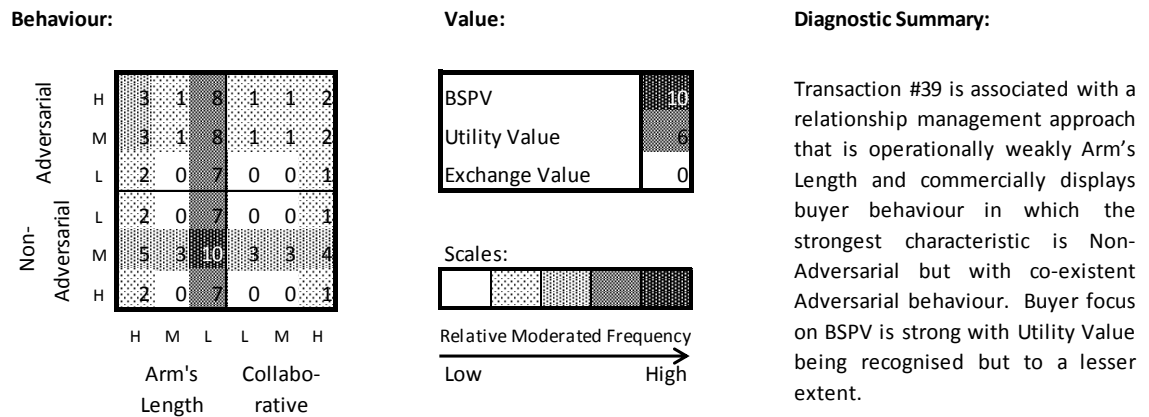 Behaviour:
Value:
Diagnostic Summary:
Adversarial
Non-
Adversarial
H 3 1 8 1 1 2
M 3 1 8 1 1 2
L 2 0 7 0 0 1
L 2 0 7 0 0 1
M 5 3 10 3 3 4
H 2 0 7 0 0 1
H M L L M H
Arm's
Length
Collabo-
rative
BSPV 10
Utility Value 6
Exchange Value 0
Scales:
Relative Moderated Frequency
Low High
Transaction #39 is associated with a
relationship management approach
that is operationally weakly Arm's
Length and commercially displays
buyer behaviour in which the
strongest characteristic is Non-
Adversarial but with co-existent
Adversarial behaviour. Buyer focus
on BSPV is strong with Utility Value
being recognised but to a lesser
extent.